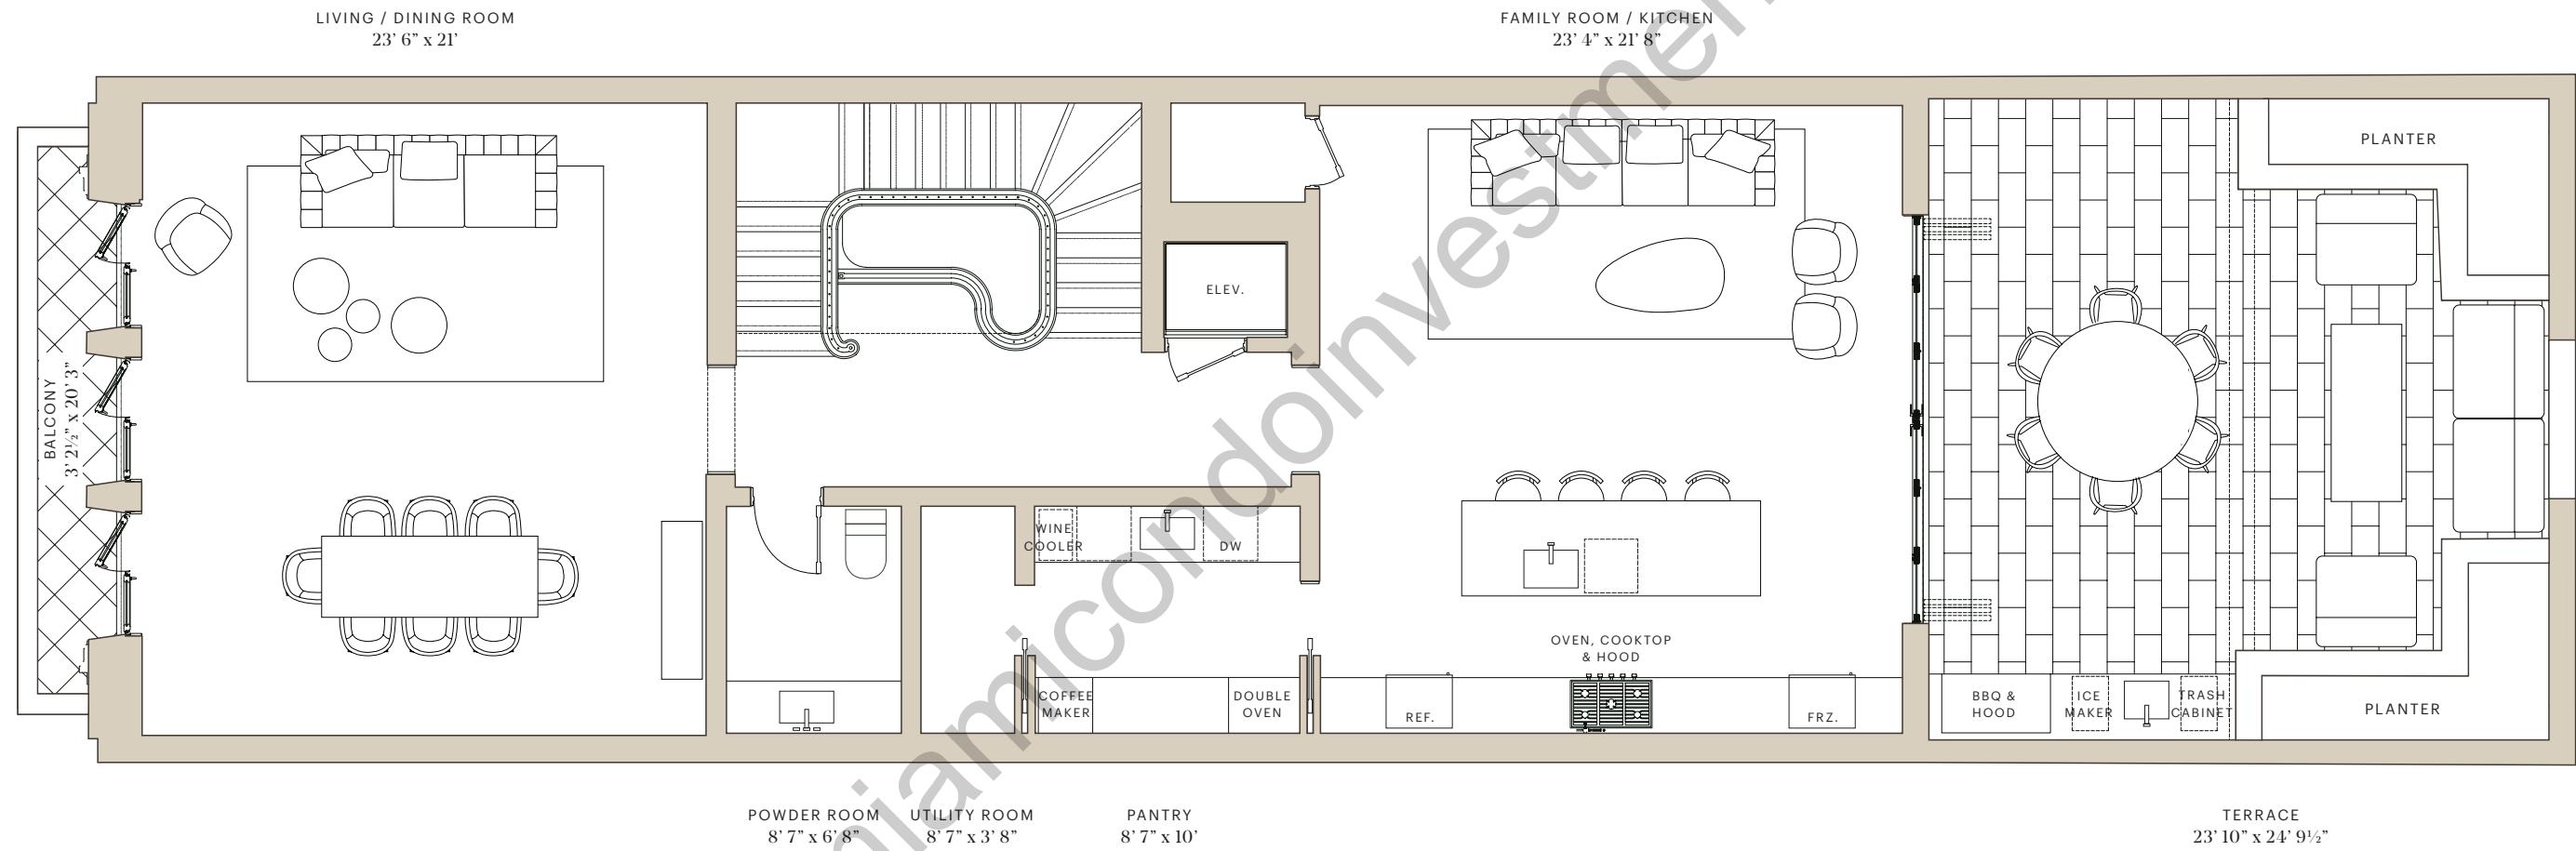 LIVING / DINING ROOM
23' 6" x 21'
FAMILY ROOM / KITCHEN
23' 4" x 21' 8"
PLANTER
ELEV.
BALCONY
3' 2½" x 20' 3"
WINE
COOLER
DW
OVEN, COOKTOP
& HOOD
COFFEE
MAKER
DOUBLE
OVEN
REF.
FRZ.
BBQ &
HOOD
ICE
MAKER
TRASH
CABINET
PLANTER
POWDER ROOM
8' 7" x 6' 8"
UTILITY ROOM
8' 7" x 3' 8"
PANTRY
8' 7" x 10'
TERRACE
23' 10" x 24' 9½"
miamicondoinvestmen